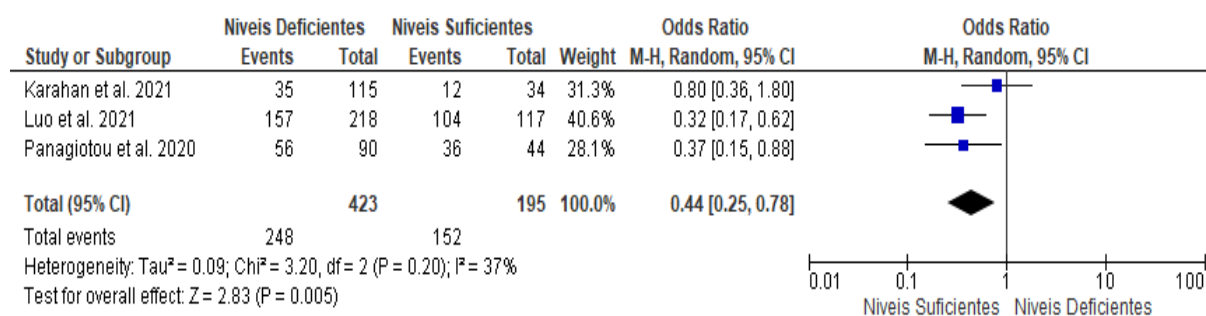 Niveis Deficientes Niveis Suficientes Odds Ratio Odds Ratio
Study or Subgroup Events Total Events Total Weight M-H, Random, 95% CI M-H, Random, 95% CI
Karahan et al. 2021 35 115 12 34 31.3% 0.80 [0.36, 1.80]
Luo et al. 2021 157 218 104 117 40.6% 0.32 [0.17, 0.62]
Panagiotou et al. 2020 56 90 36 44 28.1% 0.37 [0.15, 0.88]
Total (95% CI) 423 195 100.0% 0.44 [0.25, 0.78]
Total events 248 152
Heterogeneity: Tau² = 0.09; Chi² = 3.20, df = 2 (P = 0.20); I² = 37%
Test for overall effect: Z = 2.83 (P = 0.005)
0.01 0.1 1 10 100
Niveis Suficientes Niveis Deficientes